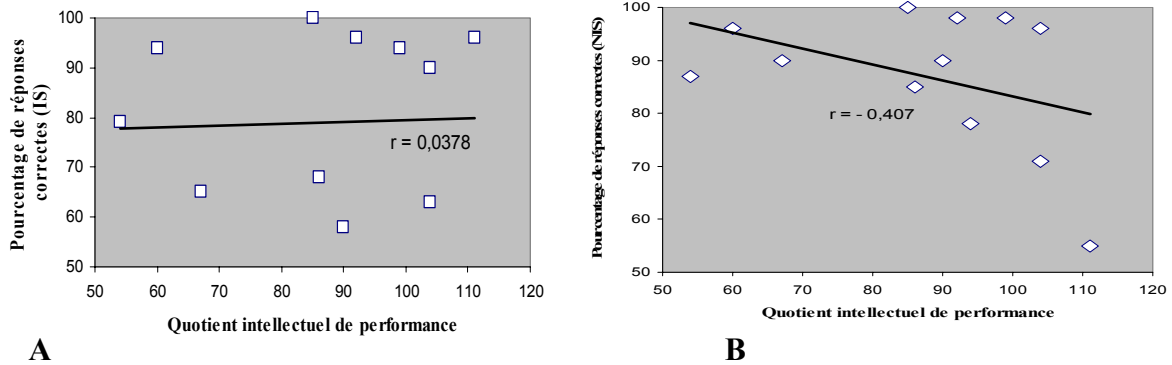 Pourcentage de réponses
correctes (IS)
100
90
80
70
60
50
r = 0,0378
50 60 70 80 90 100 110 120
Quotient intellectuel de performance
A
Pourcentage de réponses correctes (NIS)
100
90
80
70
60
50
r = - 0,407
50 60 70 80 90 100 110 120
Quotient intellectuel de performance
B